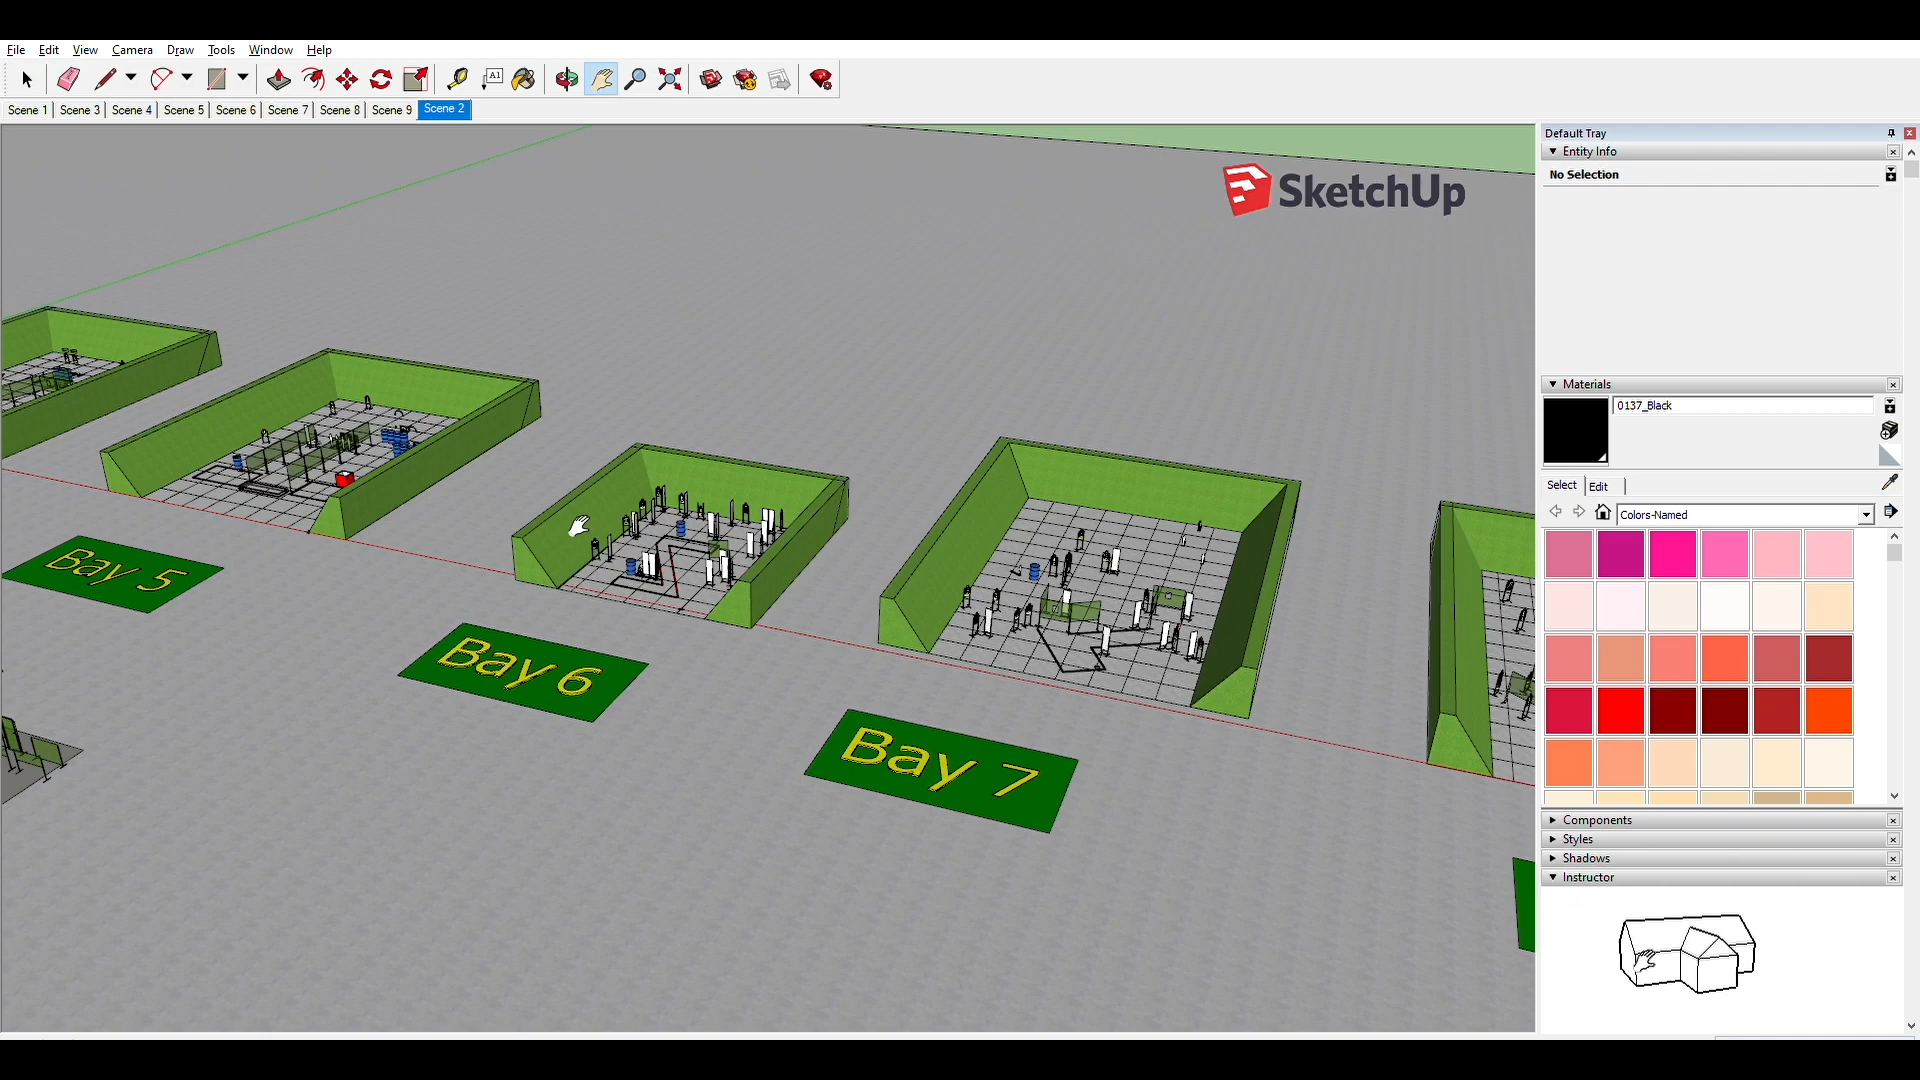 File Edit View Camera Draw Tools Window Help
A1
Scene 1 Scene 3 Scene 4 Scene 5 Scene 6 Scene 7 Scene 8 Scene 9 Scene 2
Default Tray
Entity Info
No Selection
SketchUp
Materials
0137_Black
Select Edit
Colors-Named
Bay 5
Bay 6
Bay 7
Components
Styles
Shadows
Instructor